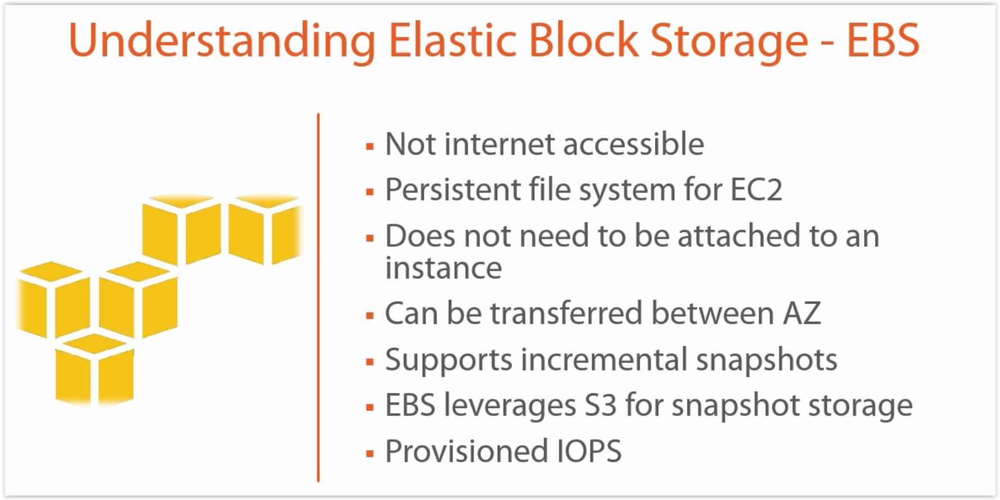 Understanding Elastic Block Storage - EBS
▪ Not internet accessible
▪ Persistent file system for EC2
▪ Does not need to be attached to an
instance
▪ Can be transferred between AZ
▪ Supports incremental snapshots
▪ EBS leverages S3 for snapshot storage
▪ Provisioned IOPS